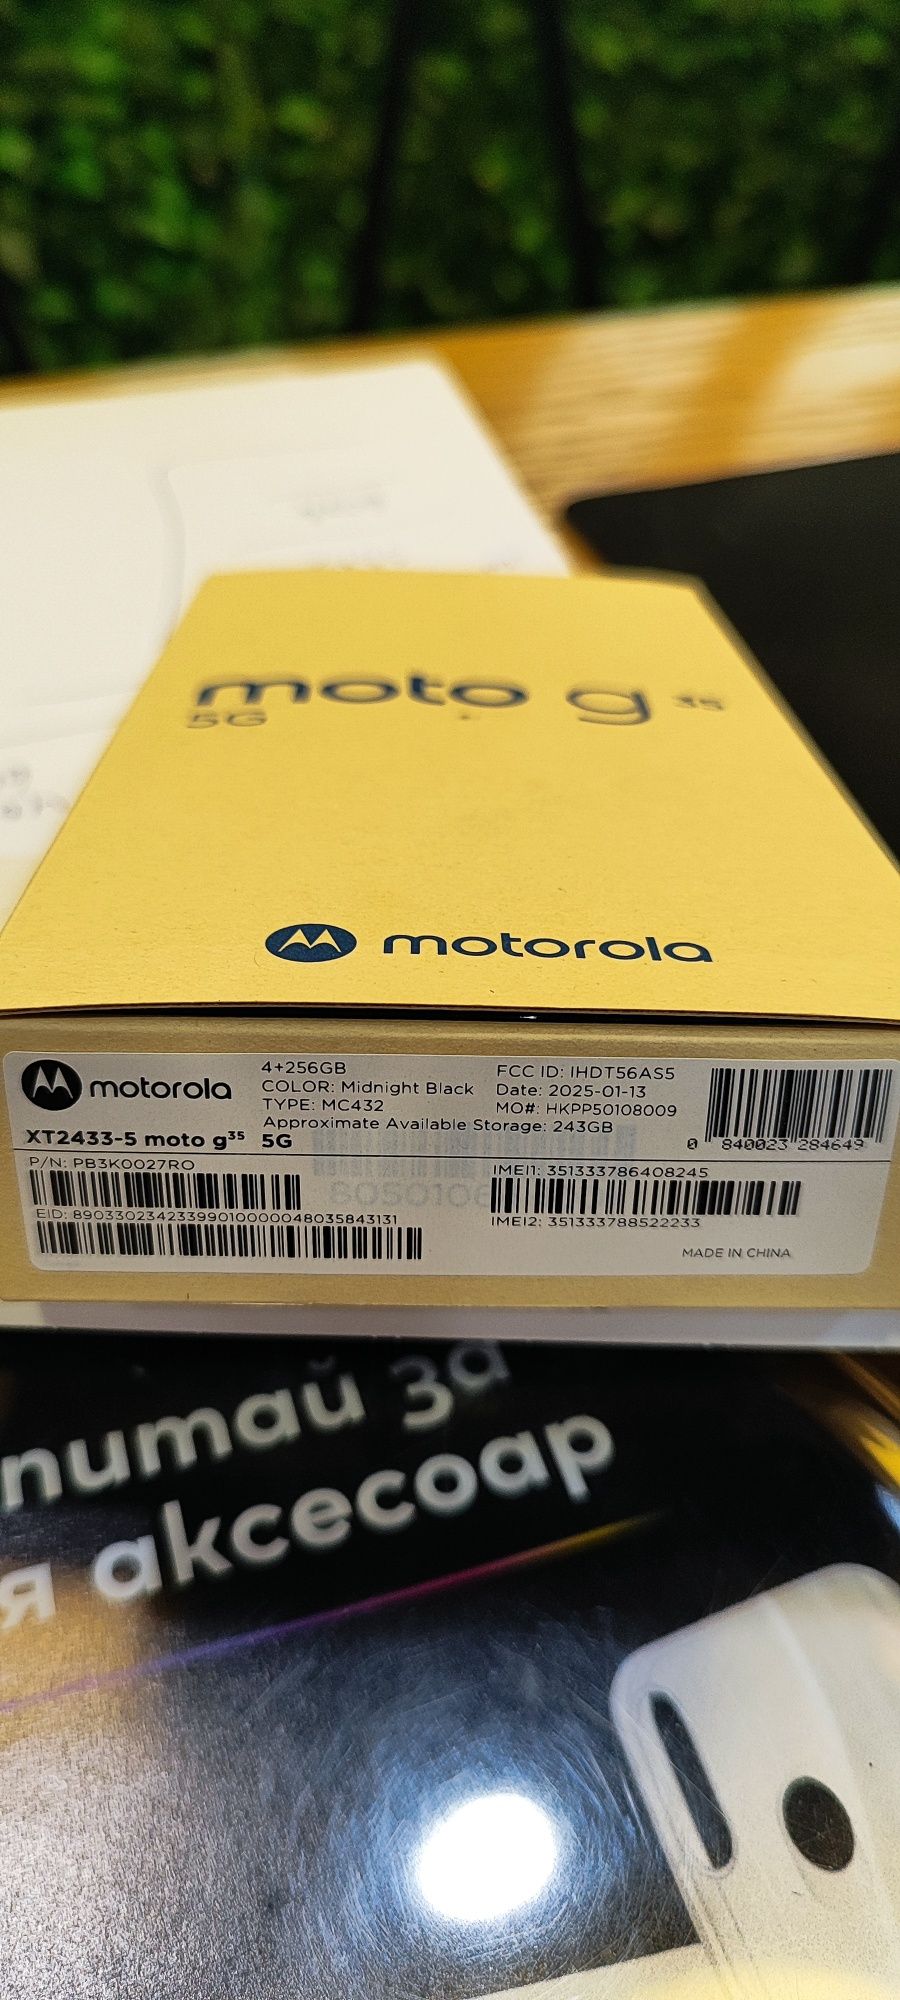 moto g 35
5G
motorola
motorola
4+256GB
COLOR: Midnight Black
TYPE: MC432
Approximate Available Storage: 243GB
FCC ID: IHDT56AS5
Date: 2025-01-13
MO#: HKPP50108009
0 840023 284649
XT2433-5 moto g35 5G
P/N: PB3K0027RO
IMEI1: 351333786408245
EID: 89033023423399010000048035843131
IMEI2: 351333788522233
MADE IN CHINA
питай за
я аксесоар